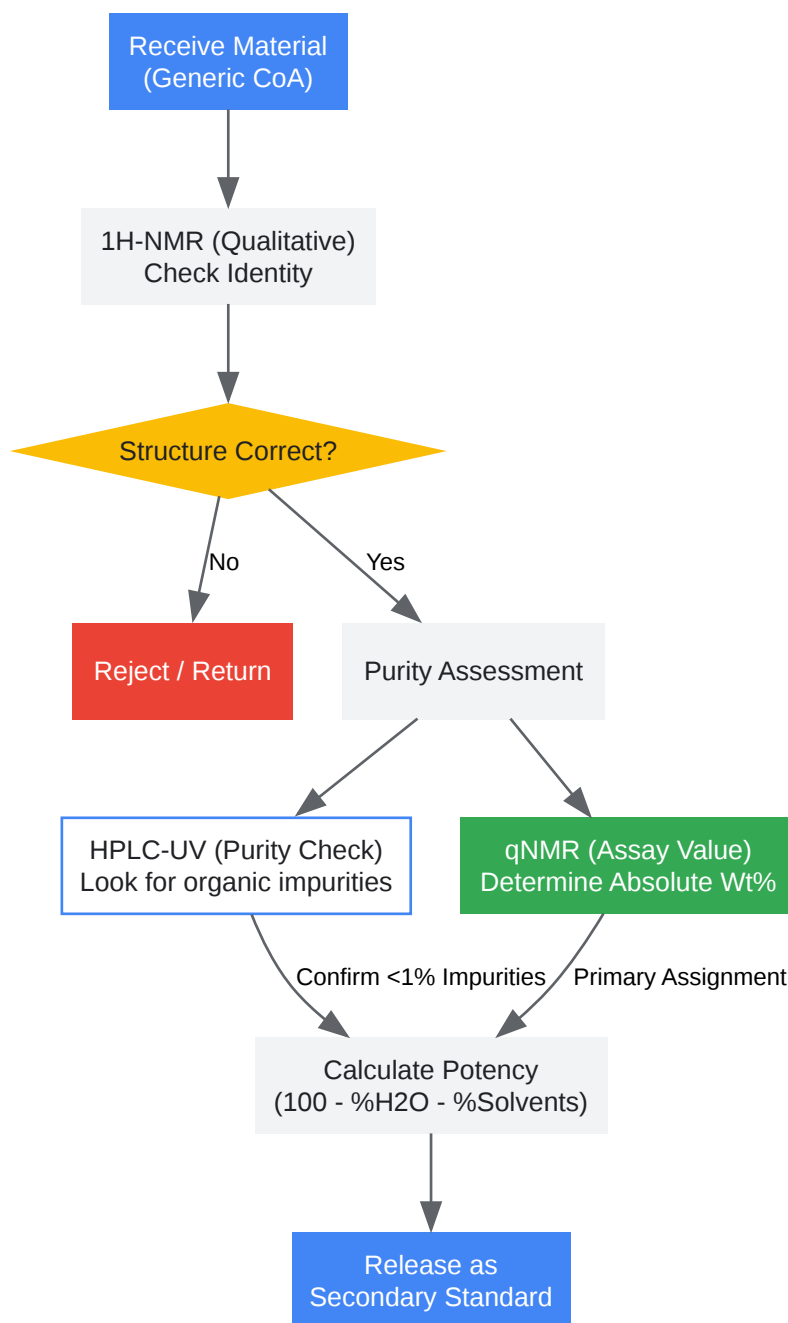 Receive Material
(Generic CoA)
1H-NMR (Qualitative)
Check Identity
Structure Correct?
No
Yes
Reject / Return
Purity Assessment
HPLC-UV (Purity Check)
Look for organic impurities
qNMR (Assay Value)
Determine Absolute Wt%
Confirm <1% Impurities
Primary Assignment
Calculate Potency
(100 - %H2O - %Solvents)
Release as
Secondary Standard